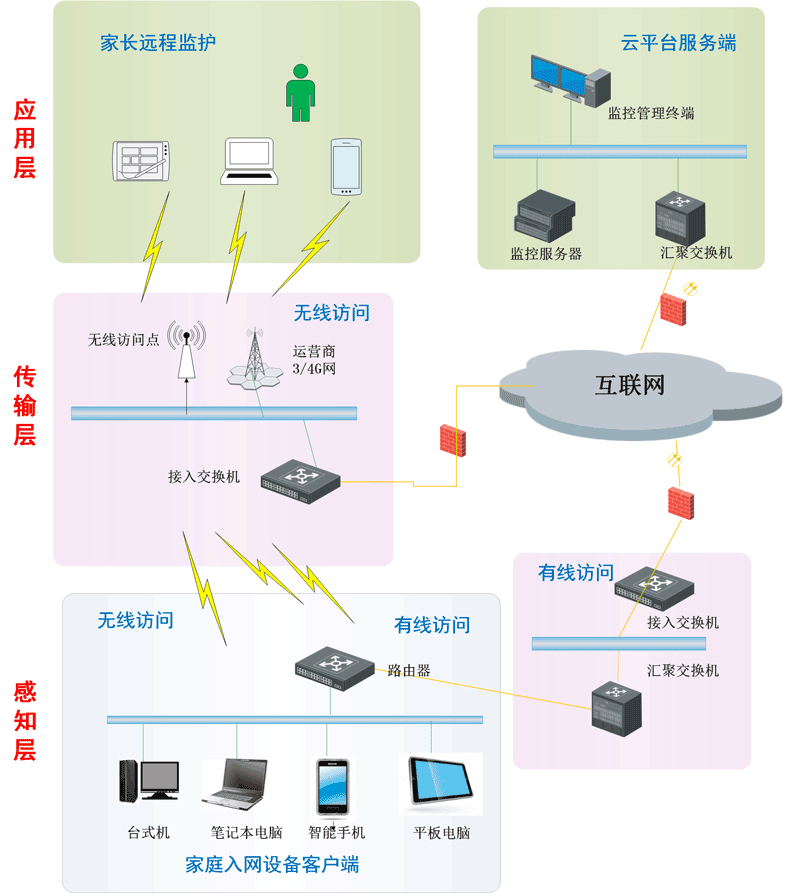 应用层
家长远程监护
云平台服务端
监控管理终端
监控服务器
汇聚交换机
传输层
无线访问
无线访问点
运营商
3/4G网
接入交换机
互联网
感知层
无线访问
有线访问
路由器
台式机
笔记本电脑
智能手机
平板电脑
家庭入网设备客户端
有线访问
接入交换机
汇聚交换机